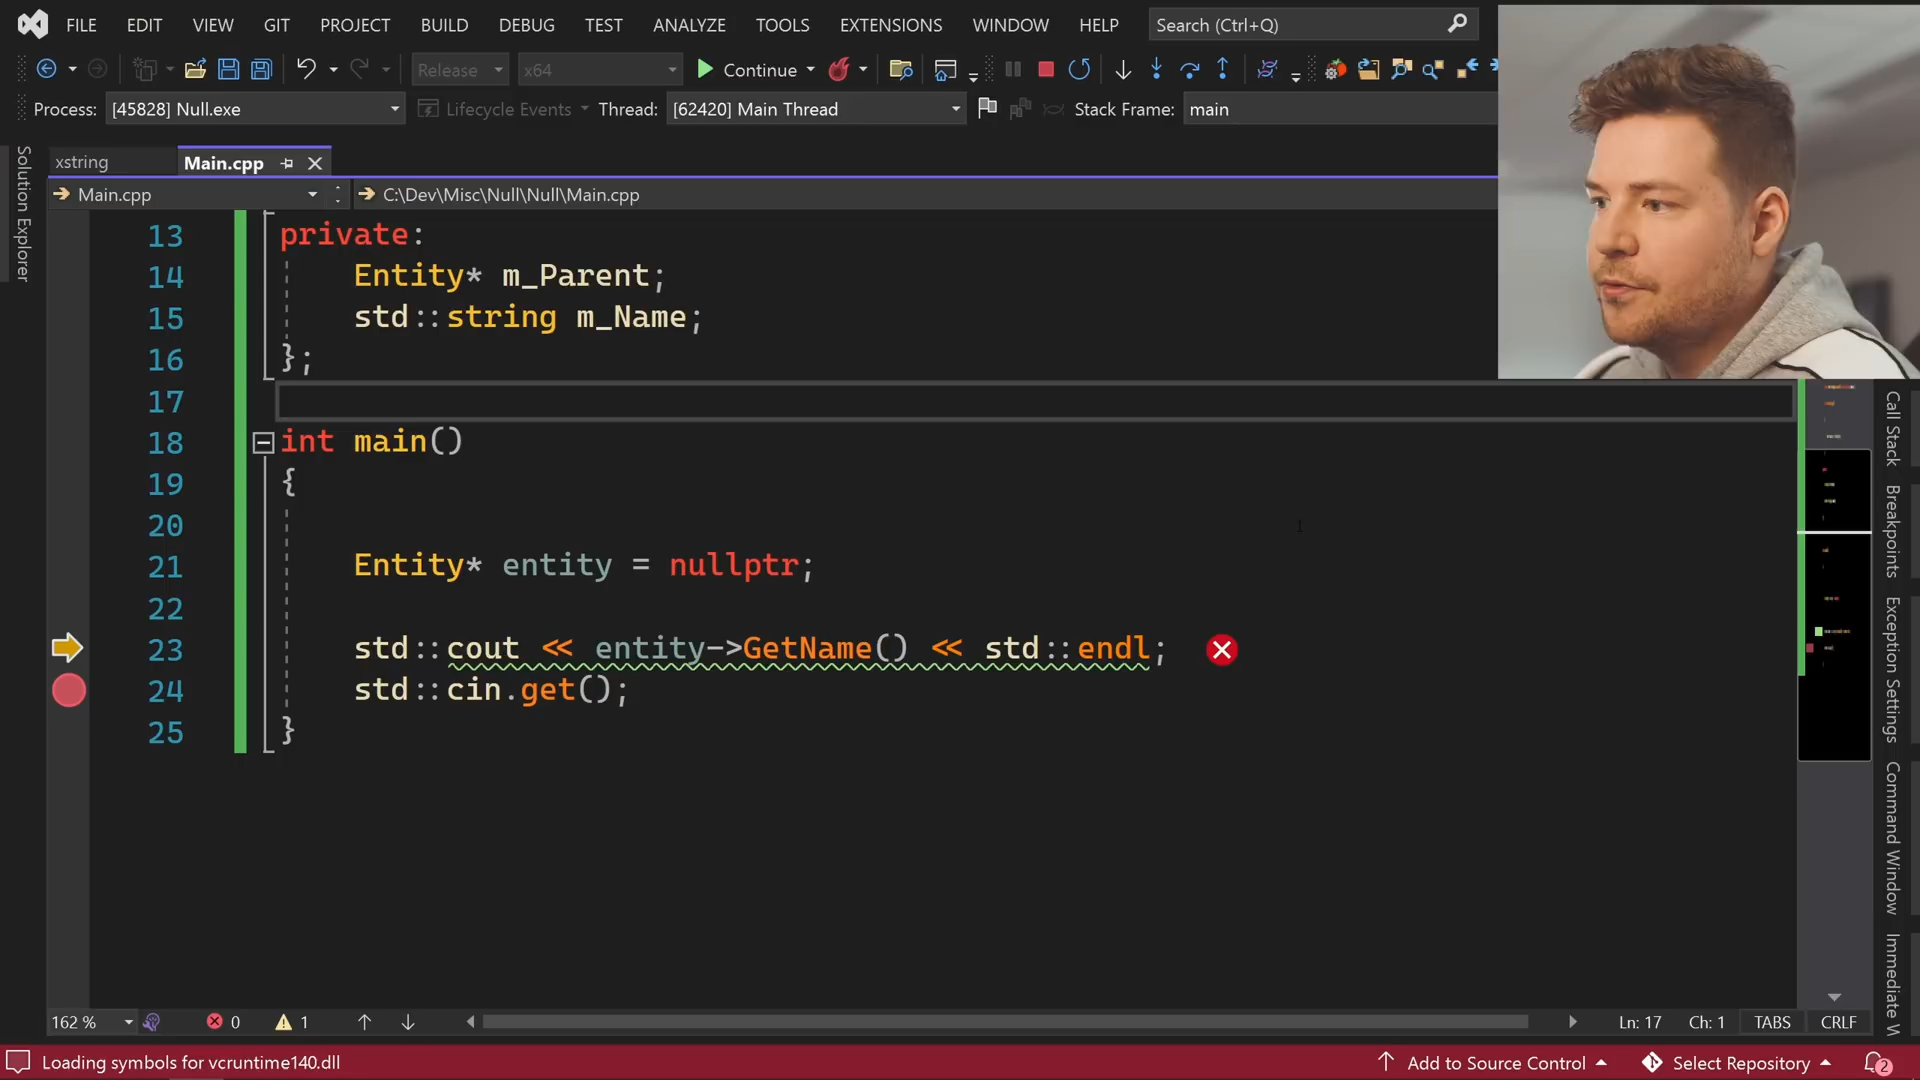 FILE EDIT VIEW GIT PROJECT BUILD DEBUG TEST ANALYZE TOOLS EXTENSIONS WINDOW HELP Search (Ctrl+Q)
Release x64 Continue
Process: [45828] Null.exe Lifecycle Events Thread: [62420] Main Thread Stack Frame: main
Solution Explorer
xstring Main.cpp
Main.cpp C:\Dev\Misc\Null\Null\Main.cpp
13 private:
14 Entity* m_Parent;
15 std::string m_Name;
16 };
17
18 int main()
19 {
20
21 Entity* entity = nullptr;
22
23 std::cout << entity->GetName() << std::endl;
24 std::cin.get();
25 }
Call Stack
Breakpoints
Exception Settings
Command Window
Immediate W
162 % 0 1 Ln: 17 Ch: 1 TABS CRLF
Loading symbols for vcruntime140.dll Add to Source Control Select Repository 2